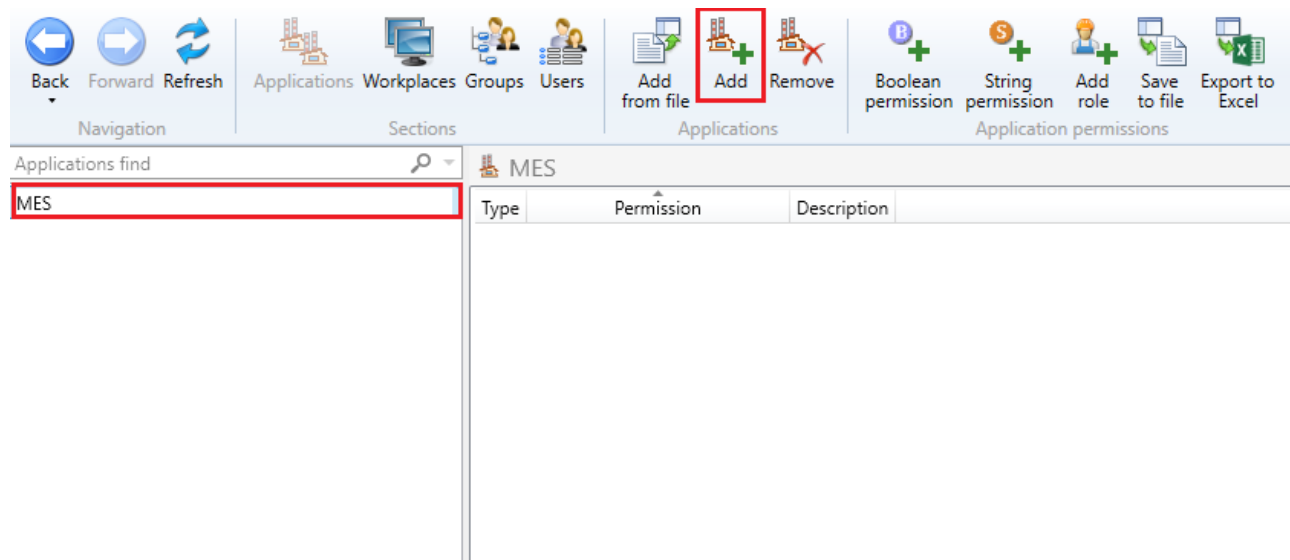 Back Forward Refresh Applications Workplaces Groups Users Add from file Add Remove Boolean permission String permission Add role Save to file Export to Excel
Navigation Sections Applications Application permissions
Applications find MES
MES Type Permission Description